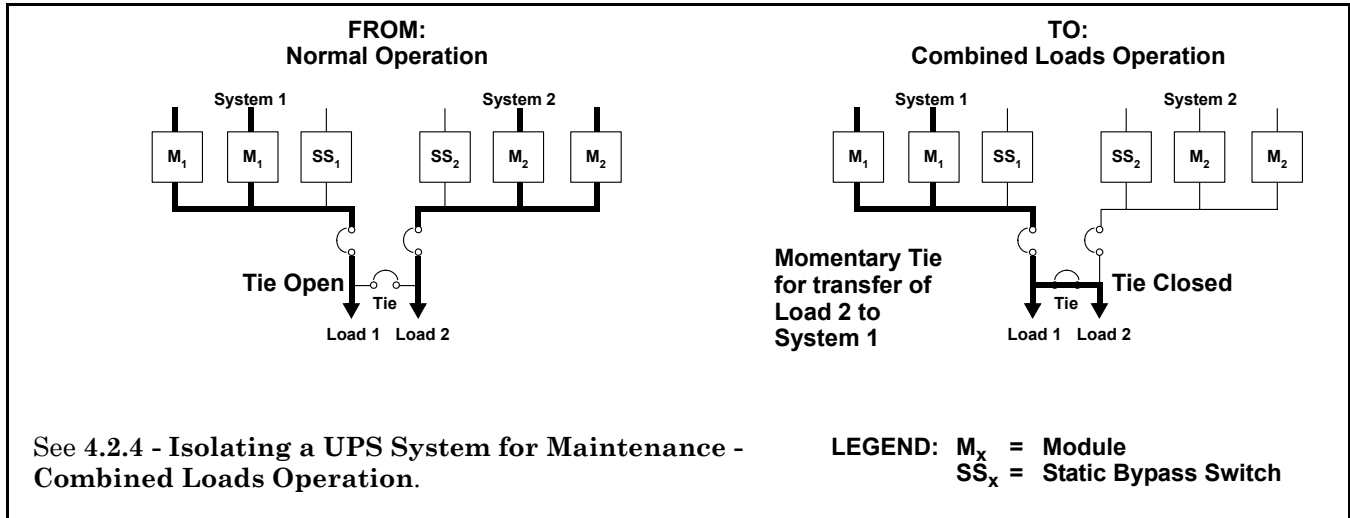 FROM:
Normal Operation
System 1
System 2
M1
M1
SS1
SS2
M2
M2
Tie Open
Tie
Load 1
Load 2
TO:
Combined Loads Operation
System 1
System 2
M1
M1
SS1
SS2
M2
M2
Momentary Tie
for transfer of
Load 2 to
System 1
Tie Closed
Tie
Load 1
Load 2
See 4.2.4 - Isolating a UPS System for Maintenance -
Combined Loads Operation.
LEGEND: Mx = Module
SSx = Static Bypass Switch